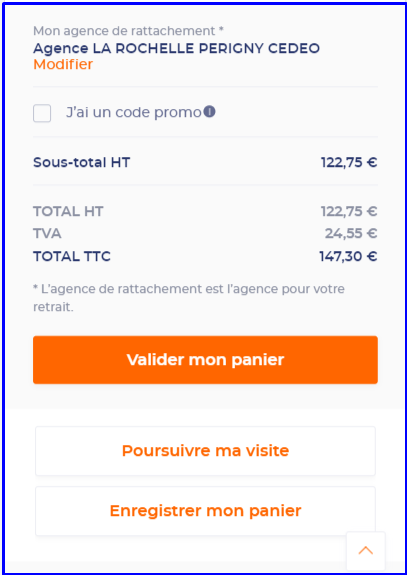 Mon agence de rattachement *
Agence LA ROCHELLE PERIGNY CEDEO
Modifier
J'ai un code promo
Sous-total HT 122,75 €
TOTAL HT 122,75 €
TVA 24,55 €
TOTAL TTC 147,30 €
* L'agence de rattachement est l'agence pour votre
retrait.
Valider mon panier
Poursuivre ma visite
Enregistrer mon panier